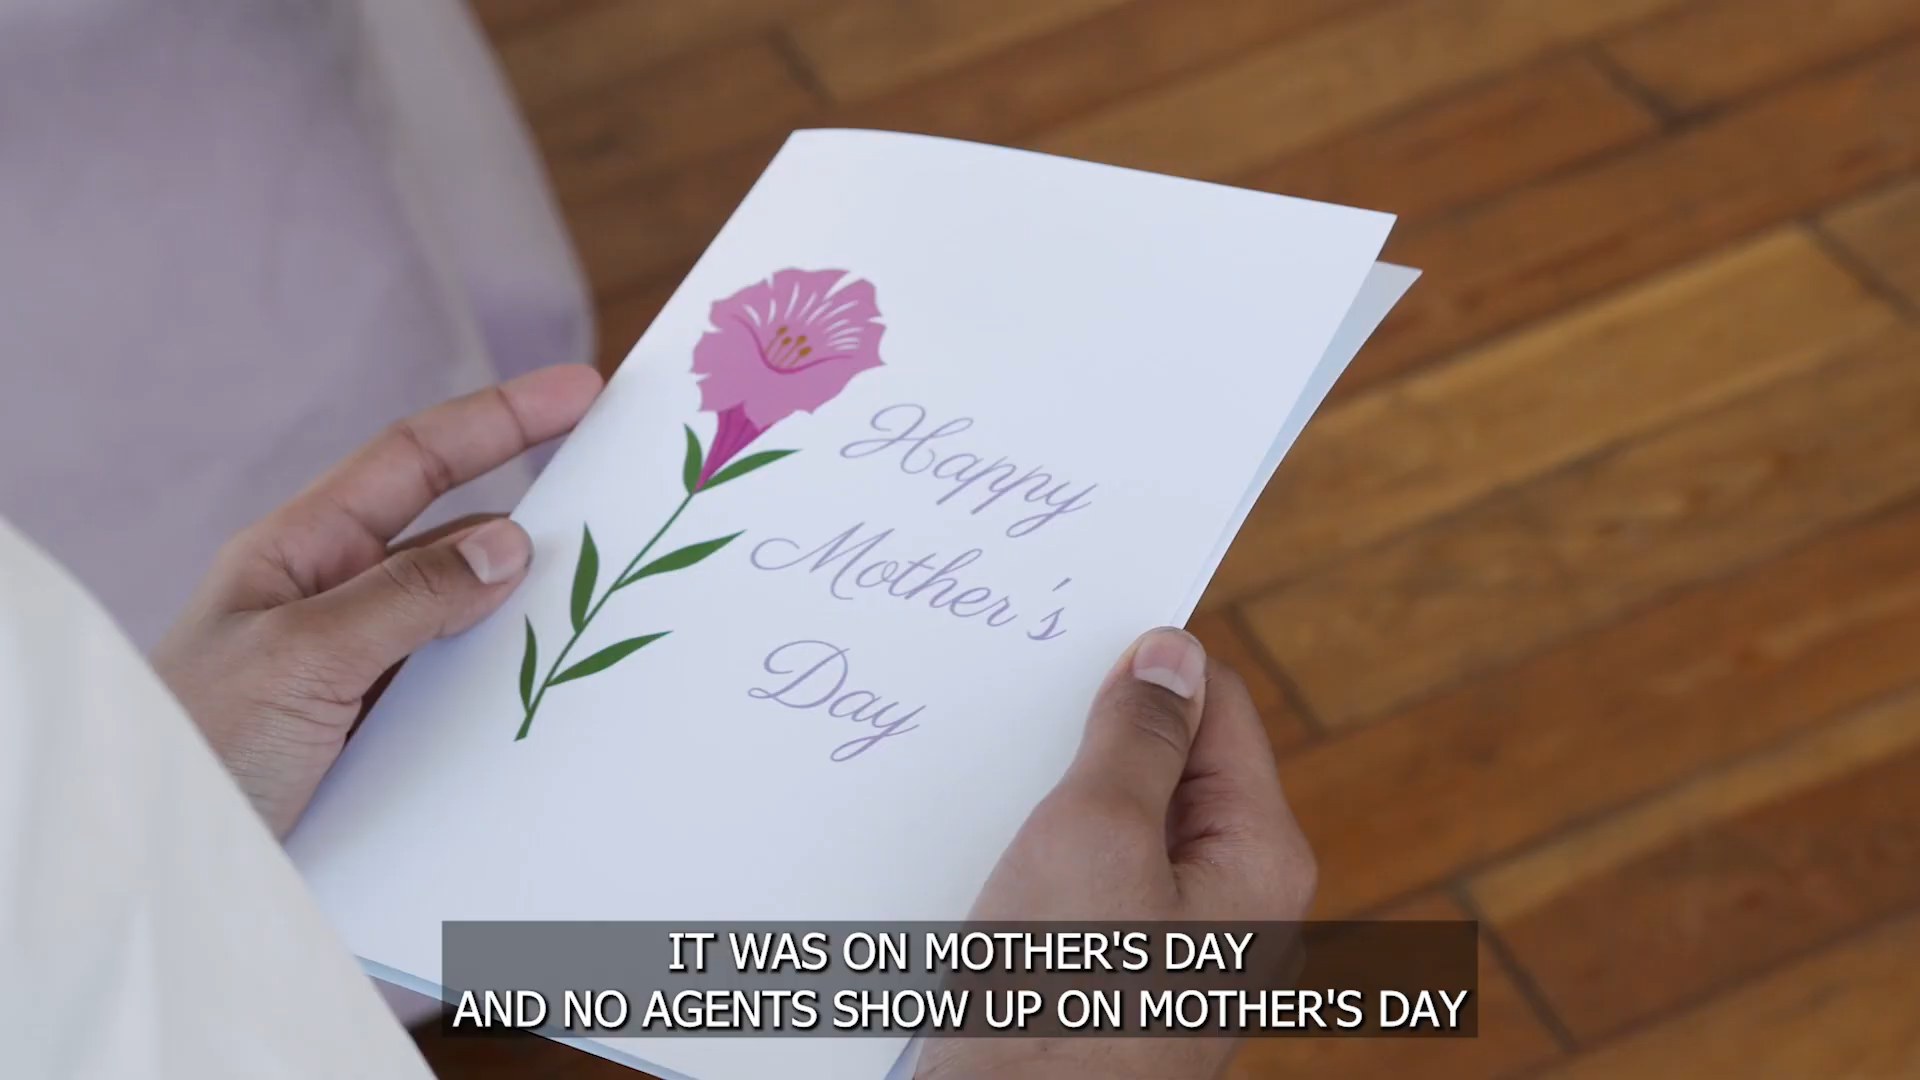 Happy
Mother's
Day
IT WAS ON MOTHER'S DAY
AND NO AGENTS SHOW UP ON MOTHER'S DAY